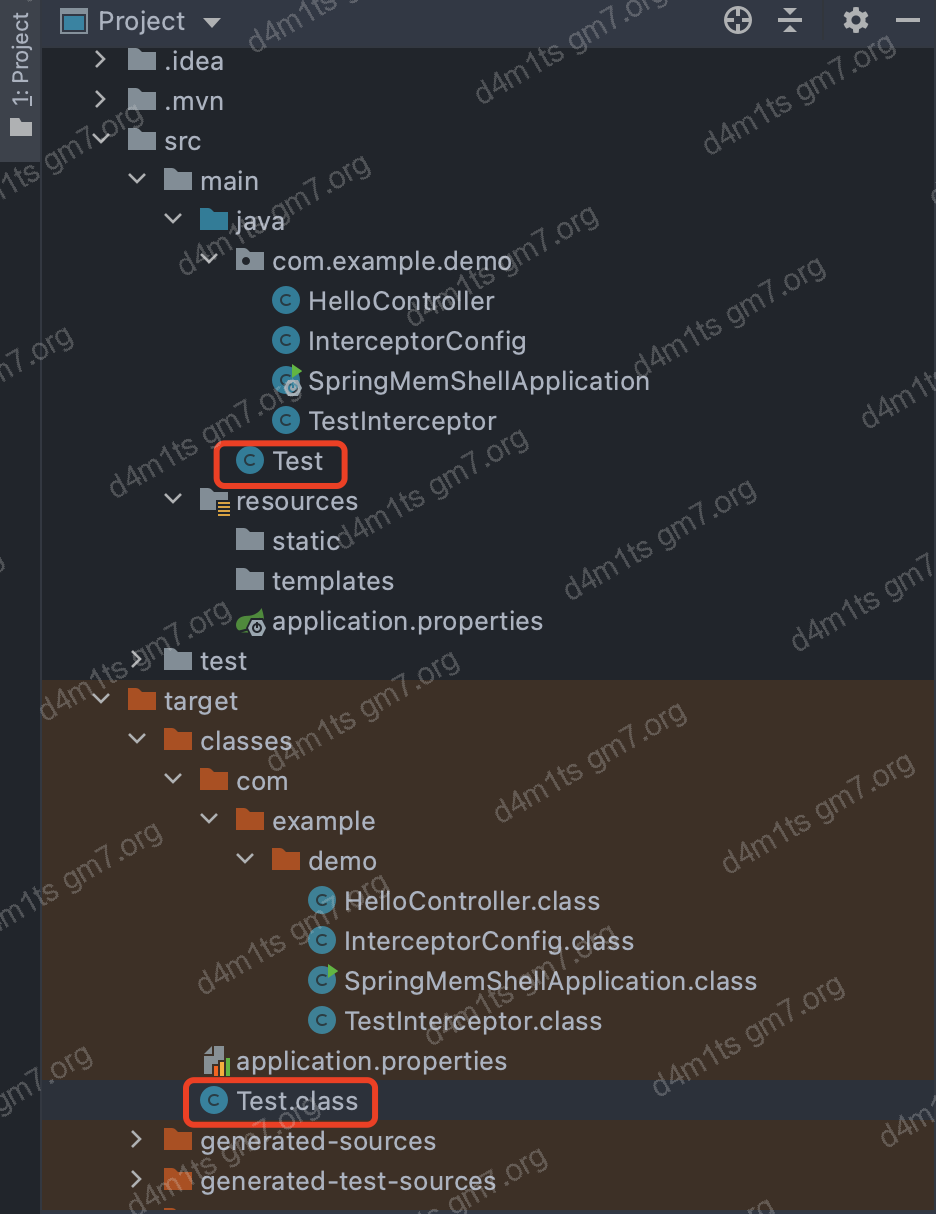 Project
1: Project
.idea
.mvn
src
main
java
com.example.demo
HelloController
InterceptorConfig
SpringMemShellApplication
TestInterceptor
Test
resources
static
templates
application.properties
test
target
classes
com
example
demo
HelloController.class
InterceptorConfig.class
SpringMemShellApplication.class
TestInterceptor.class
application.properties
Test.class
generated-sources
generated-test-sources
d4m1ts gm7.org